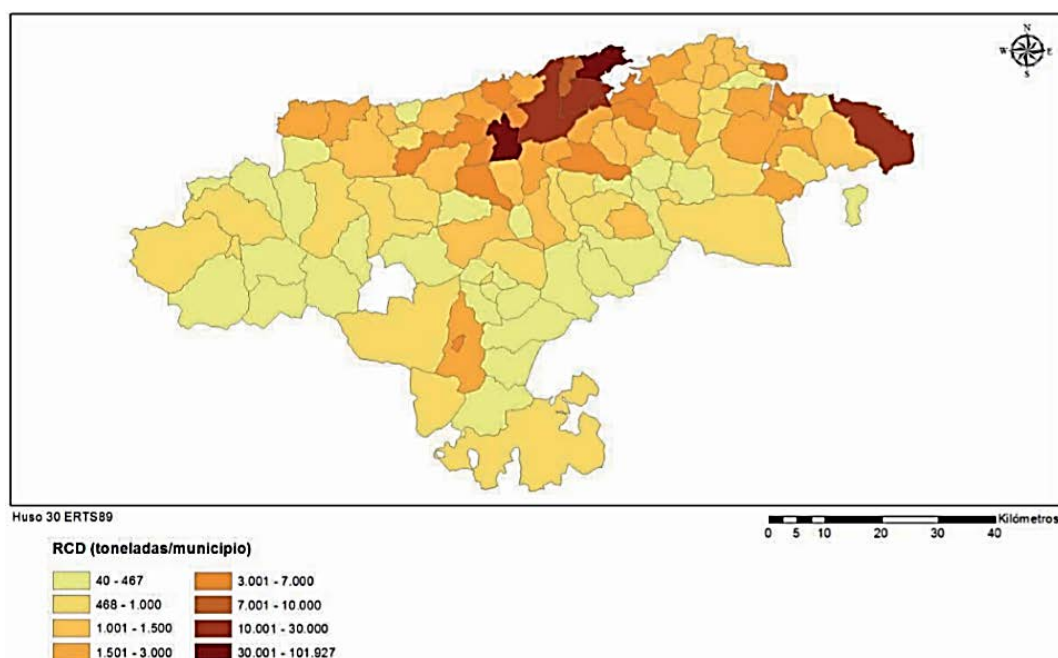 N
W E
S
Huso 30 ERTS89
Kilómetros
0 5 10 20 30 40
RCD (toneladas/municipio)
40 - 467
468 - 1.000
1.001 - 1.500
1.501 - 3.000
3.001 - 7.000
7.001 - 10.000
10.001 - 30.000
30.001 - 101.927